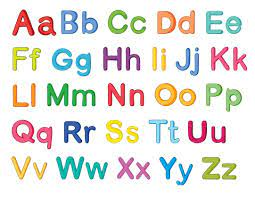 Aa Bb Cc Dd Ee
Ff Gg Hh Ii Jj Kk
Ll Mm Nn Oo Pp
Qq Rr Ss Tt Uu
Vv Ww Xx Yy Zz